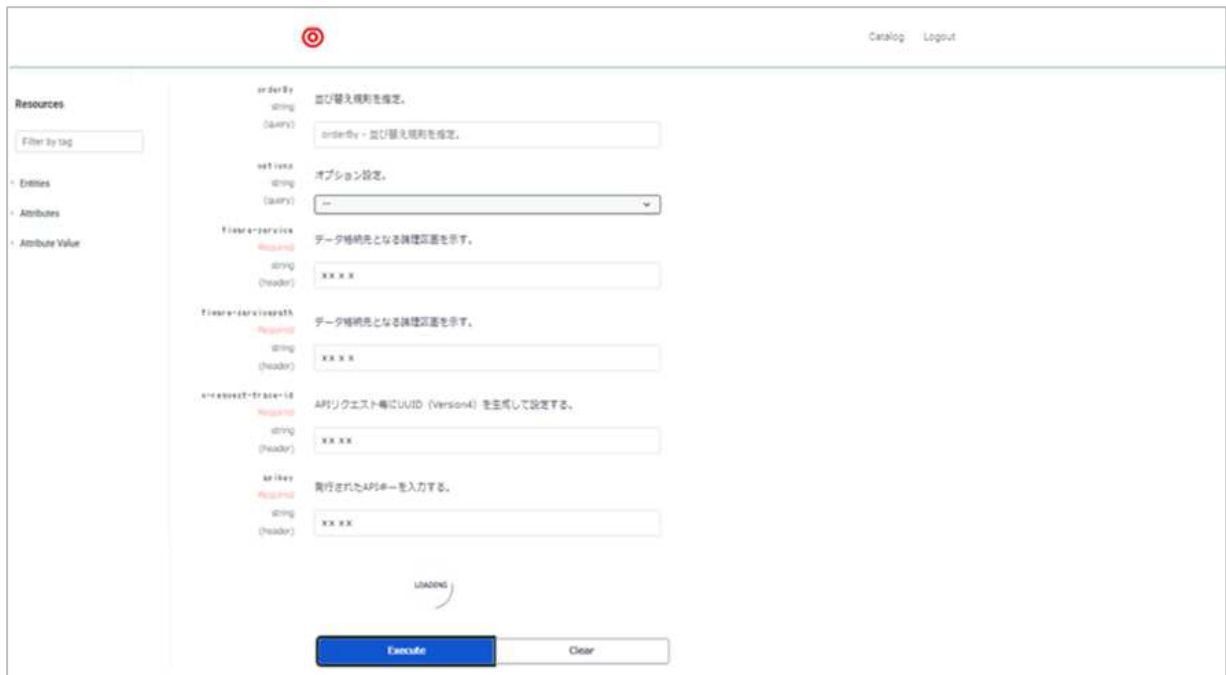 Catalog Logout
Resources
Filter by tag
Entities
Attributes
Attribute Value
orderBy
string
(query)
並び替え規則を指定。
orderBy - 並び替え規則を指定。
options
string
(query)
オプション設定。
--
fiware-service
Required
string
(header)
データ格納先となる論理区画を示す。
xx x x
fiware-servicepath
Required
string
(header)
データ格納先となる論理区画を示す。
xx x x
x-request-trace-id
Required
string
(header)
APIリクエスト毎にUUID（Version4）を生成して設定する。
xx xx
apikey
Required
string
(header)
発行されたAPIキーを入力する。
xx xx
LOADING
Execute
Clear